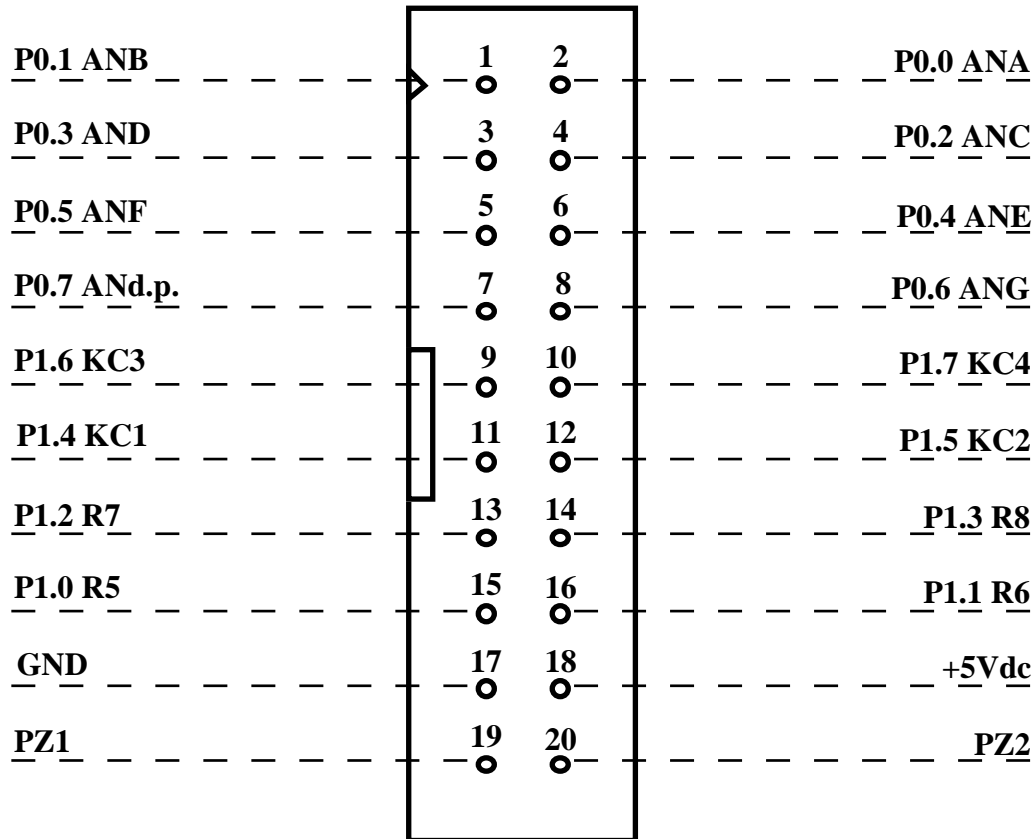 P0.1 ANB 1 2 P0.0 ANA
P0.3 AND 3 4 P0.2 ANC
P0.5 ANF 5 6 P0.4 ANE
P0.7 ANd.p. 7 8 P0.6 ANG
P1.6 KC3 9 10 P1.7 KC4
P1.4 KC1 11 12 P1.5 KC2
P1.2 R7 13 14 P1.3 R8
P1.0 R5 15 16 P1.1 R6
GND 17 18 +5Vdc
PZ1 19 20 PZ2